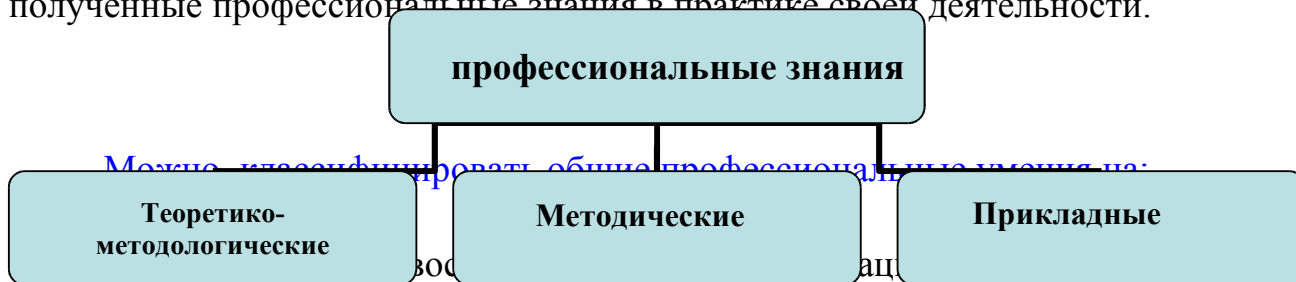 полученные профессиональные знания в практике своей деятельности.
профессиональные знания
Можно классифицировать общие профессиональные умения на:
Теоретико-
методологические
Методические
Прикладные